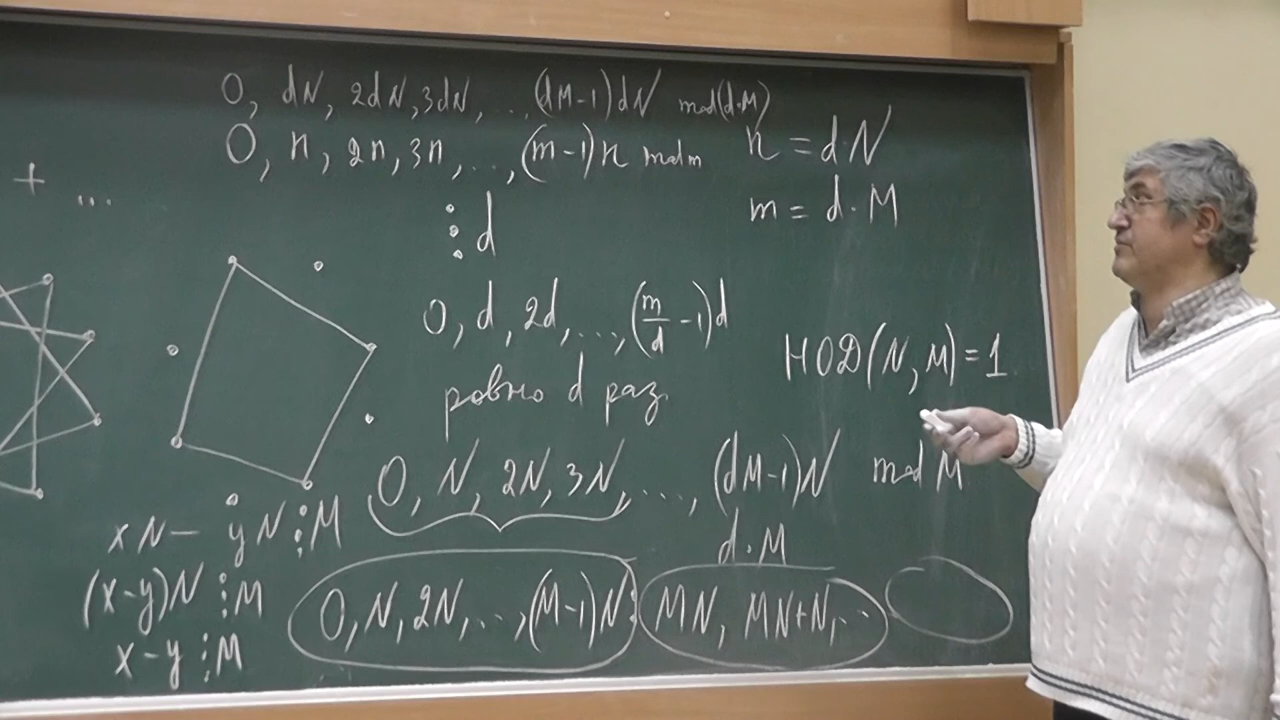 0, dN, 2dN, 3dN, ..., (dM-1)dN mod(d·M)
0, n, 2n, 3n, ..., (m-1)n mod m
n = d·N
m = d·M
+ ...
⋮ d
0, d, 2d, ..., (m/d -1)d
ровно d раз
НОД(N, M) = 1
0, N, 2N, 3N, ..., (dM-1)N mod M
d·M
xN - yN ⋮ M
(x-y)N ⋮ M
x-y ⋮ M
0, N, 2N, ..., (M-1)N; MN, MN+N, ...